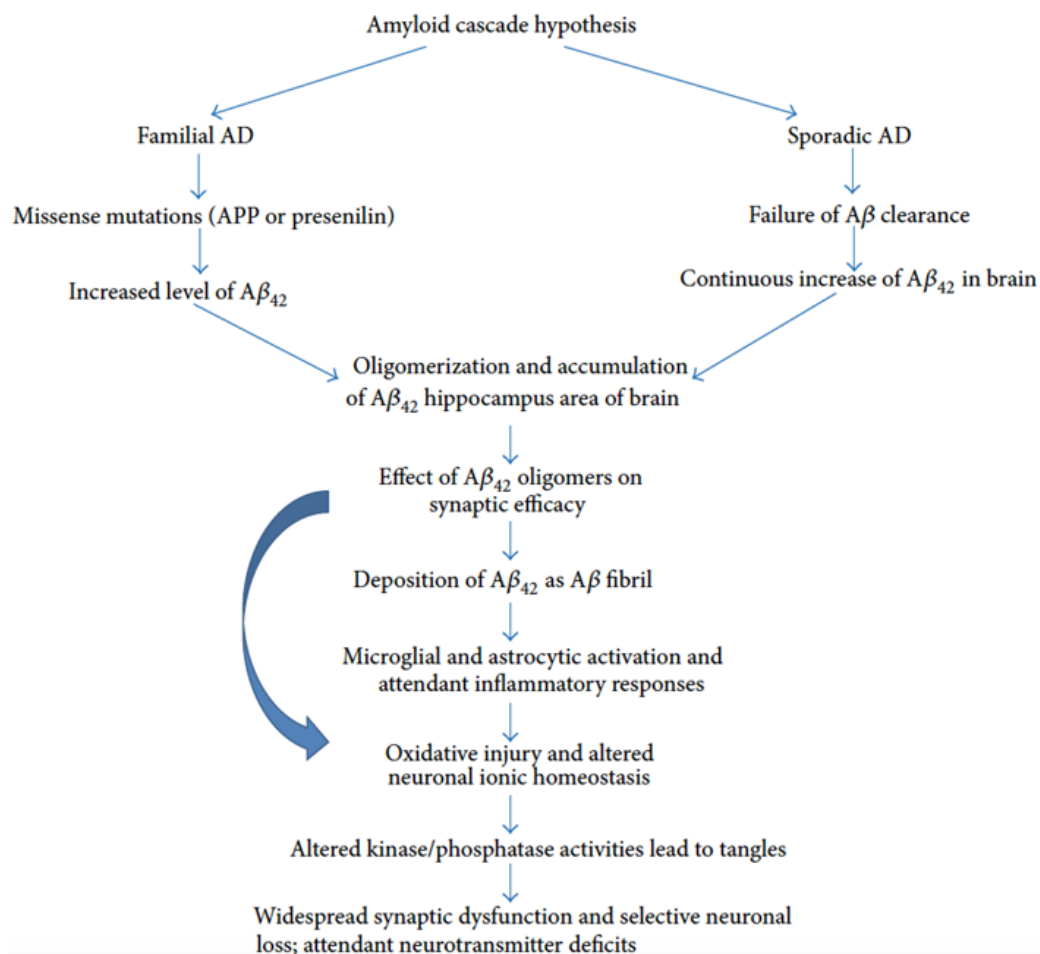 Amyloid cascade hypothesis
Familial AD
Sporadic AD
Missense mutations (APP or presenilin)
Failure of Aβ clearance
Increased level of Aβ₄₂
Continuous increase of Aβ₄₂ in brain
Oligomerization and accumulation
of Aβ₄₂ hippocampus area of brain
Effect of Aβ₄₂ oligomers on
synaptic efficacy
Deposition of Aβ₄₂ as Aβ fibril
Microglial and astrocytic activation and
attendant inflammatory responses
Oxidative injury and altered
neuronal ionic homeostasis
Altered kinase/phosphatase activities lead to tangles
Widespread synaptic dysfunction and selective neuronal
loss; attendant neurotransmitter deficits